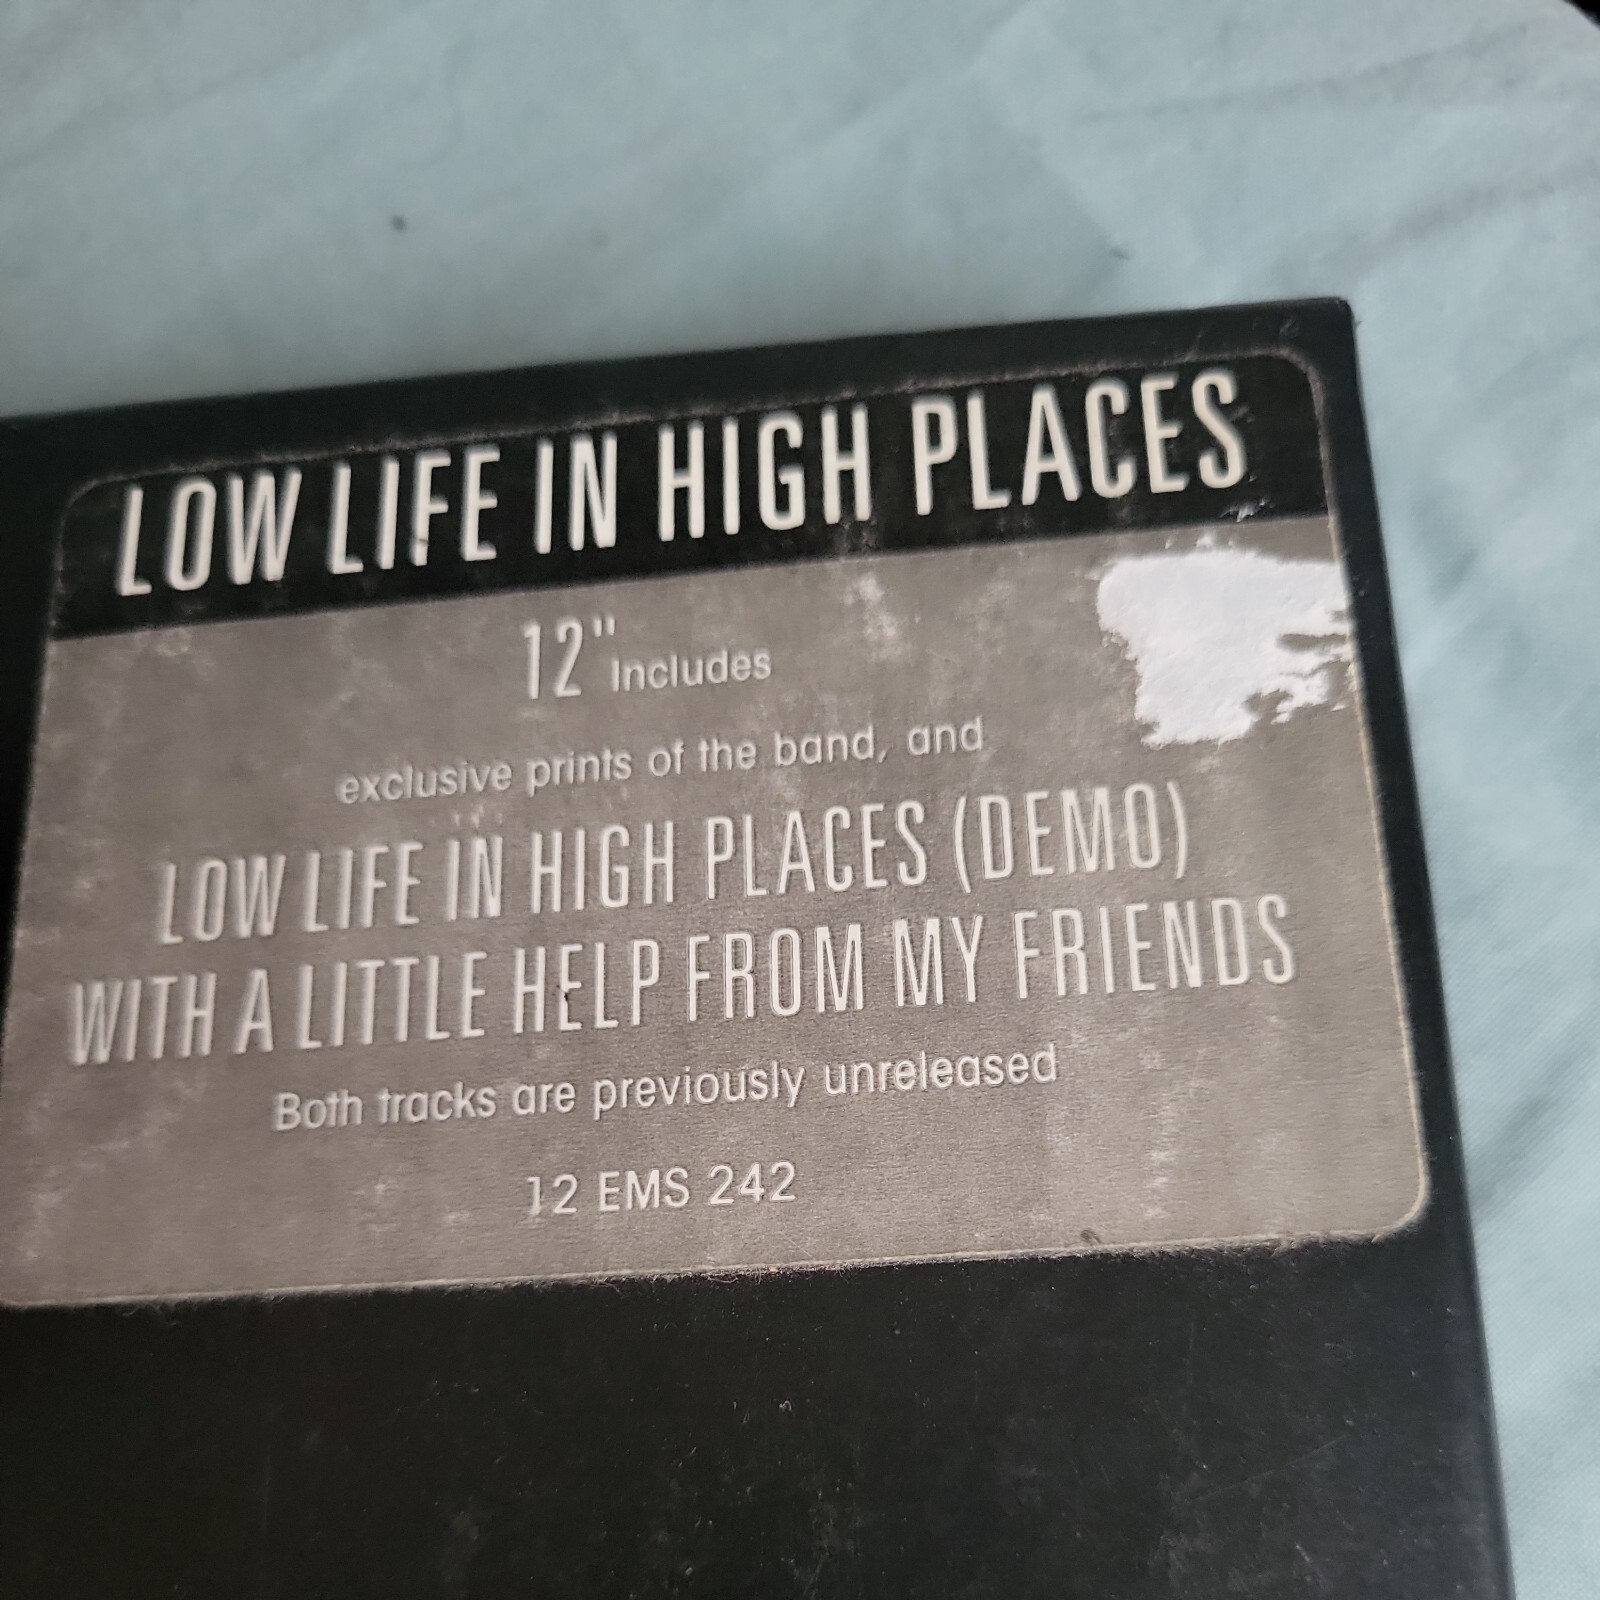 LOW LIFE IN HIGH PLACES
12" Includes
exclusive prints of the band, and
LOW LIFE IN HIGH PLACES (DEMO)
WITH A LITTLE HELP FROM MY FRIENDS
Both tracks are previously unreleased
12 EMS 242